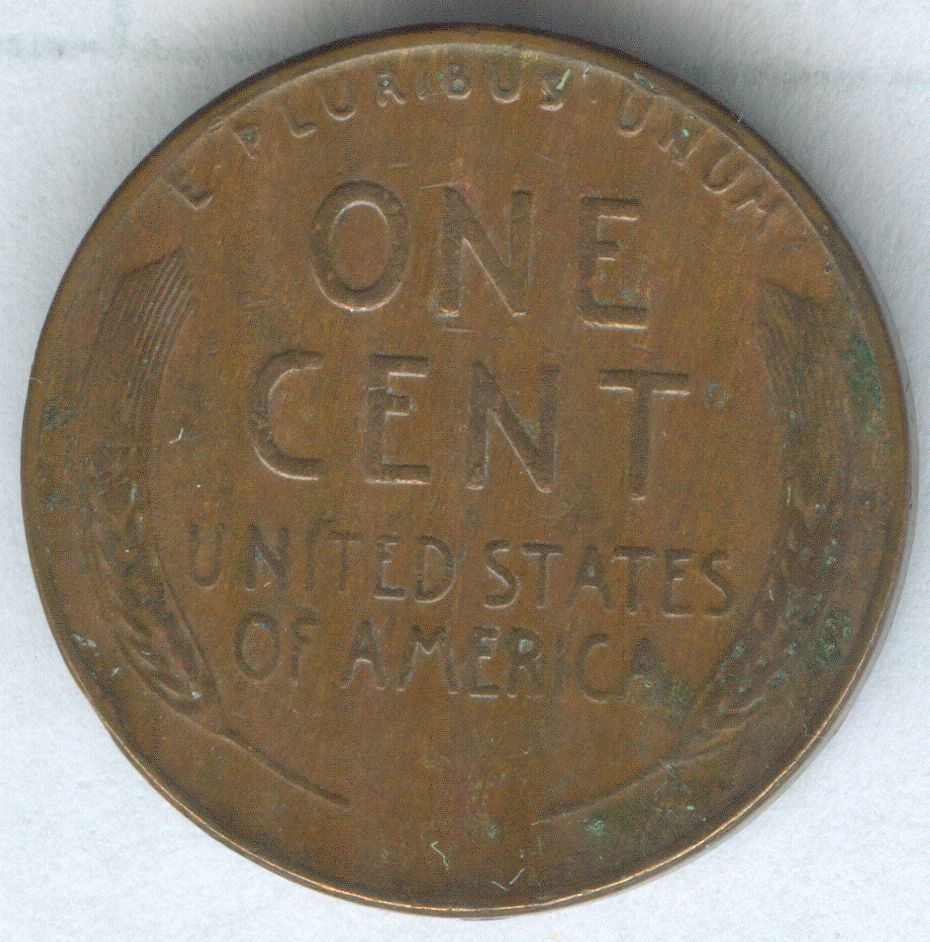 E·PLURIBUS·UNUM
ONE
CENT
UNITED STATES
OF AMERICA